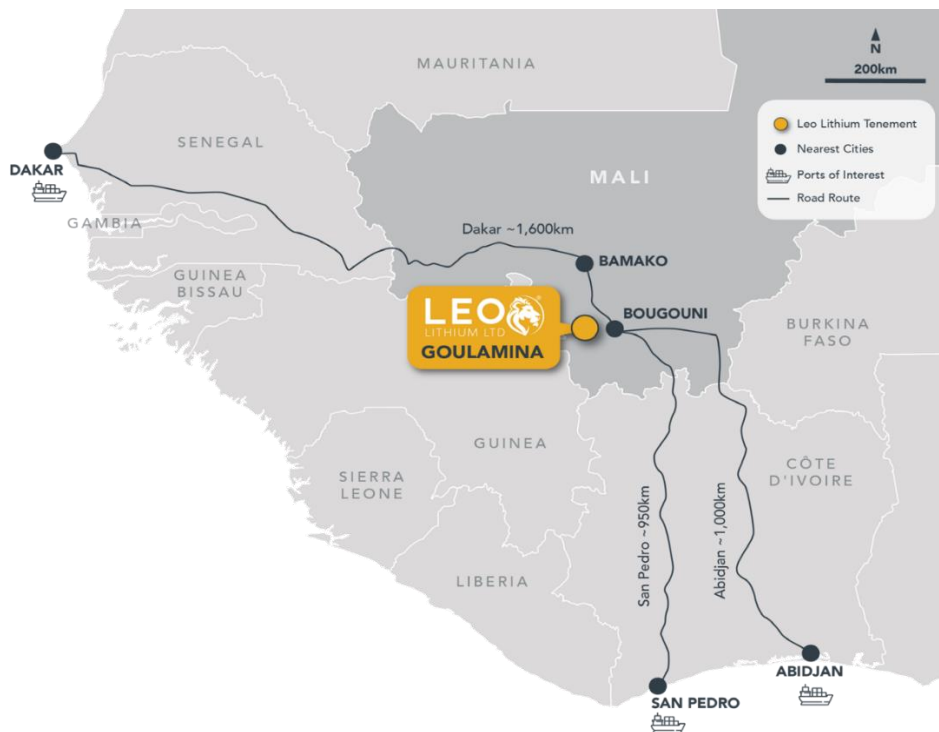 MAURITANIA
N
200km
Leo Lithium Tenement
Nearest Cities
Ports of Interest
Road Route
SENEGAL
DAKAR
MALI
GAMBIA
Dakar ~1,600km
BAMAKO
GUINEA
BISSAU
LEO
LITHIUM LTD
GOULAMINA
BOUGOUNI
BURKINA
FASO
GUINEA
SIERRA
LEONE
CÔTE
D'IVOIRE
San Pedro ~950km
Abidjan ~1,000km
LIBERIA
ABIDJAN
SAN PEDRO